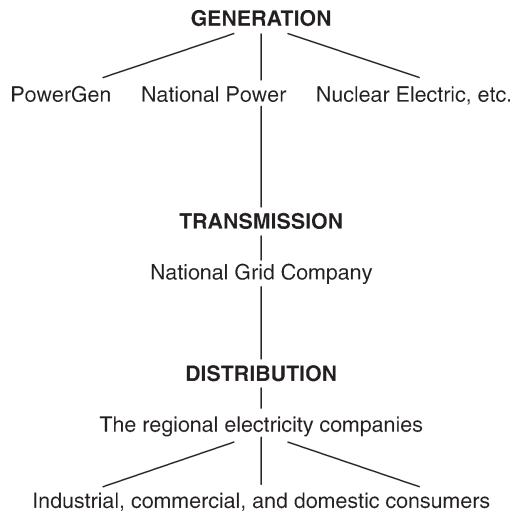 GENERATION
PowerGen National Power Nuclear Electric, etc.
TRANSMISSION
National Grid Company
DISTRIBUTION
The regional electricity companies
Industrial, commercial, and domestic consumers